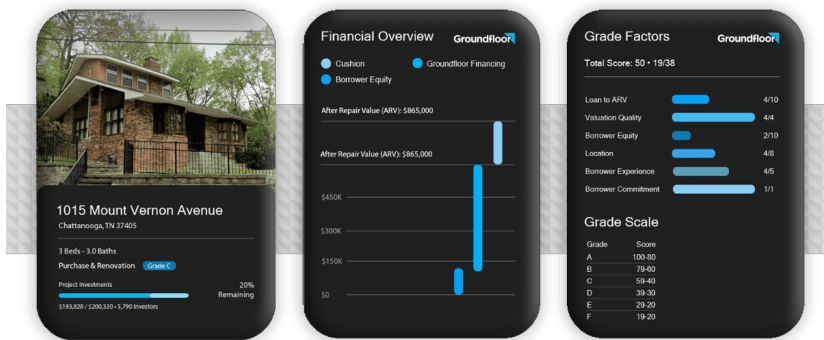 1015 Mount Vernon Avenue
Chattanooga, TN 37405
3 Beds - 3.0 Baths
Purchase & Renovation Grade C
Project Investments
20%
Remaining
$193,828 / $200,330 • 5,790 Investors
Financial Overview
Groundfloor
Cushion
Groundfloor Financing
Borrower Equity
After Repair Value (ARV): $865,000
After Repair Value (ARV): $865,000
$450K
$300K
$150K
$0
Grade Factors
Groundfloor
Total Score: 50 • 19/38
Loan to ARV 4/10
Valuation Quality 4/4
Borrower Equity 2/10
Location 4/8
Borrower Experience 4/5
Borrower Commitment 1/1
Grade Scale
Grade Score
A 100-80
B 79-60
C 59-40
D 39-30
E 29-20
F 19-20